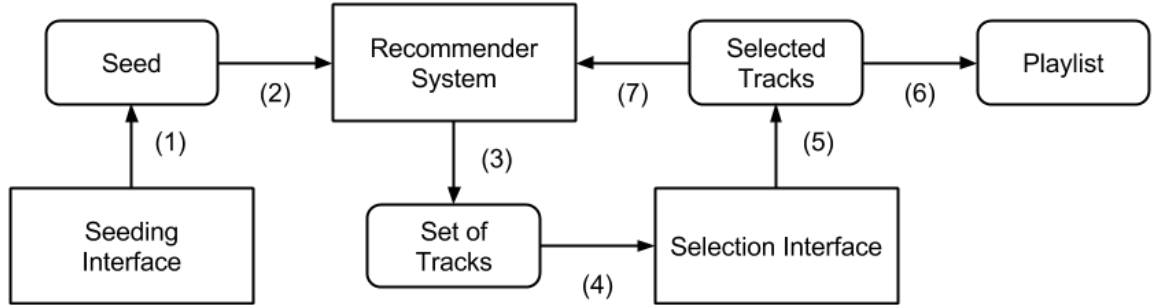 Seed
(2)
Recommender
System
(7)
Selected
Tracks
(6)
Playlist
(1)
(3)
(5)
Seeding
Interface
Set of
Tracks
(4)
Selection Interface